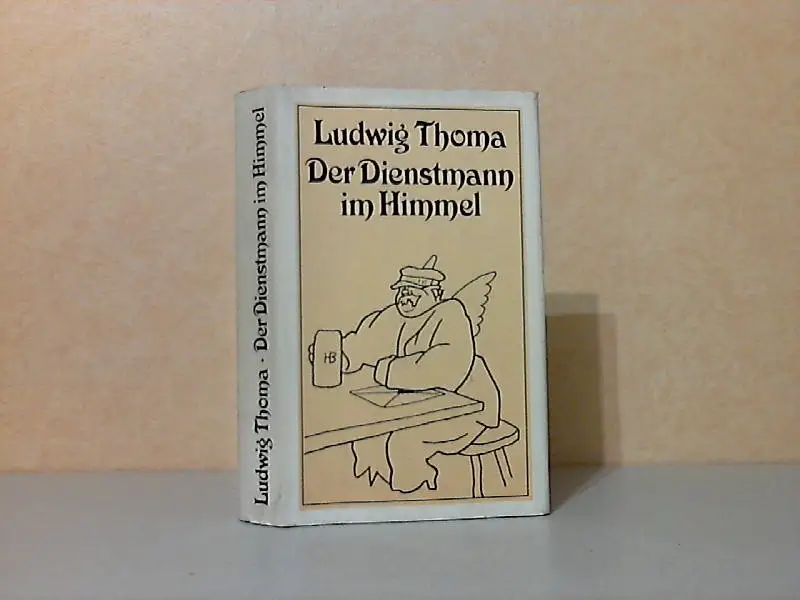 Ludwig Thoma · Der Dienstmann im Himmel
Ludwig Thoma
Der Dienstmann
im Himmel
HB